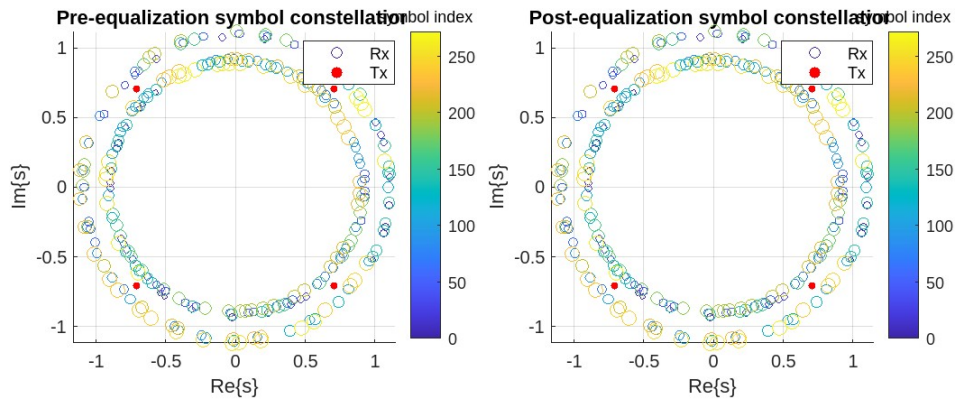 Pre-equalization symbol constellation
symbol index
Rx
Tx
1
0.5
0
-0.5
-1
-1
-0.5
0
0.5
1
Im{s}
Re{s}
250
200
150
100
50
0
Post-equalization symbol constellation
symbol index
Rx
Tx
1
0.5
0
-0.5
-1
-1
-0.5
0
0.5
1
Im{s}
Re{s}
250
200
150
100
50
0